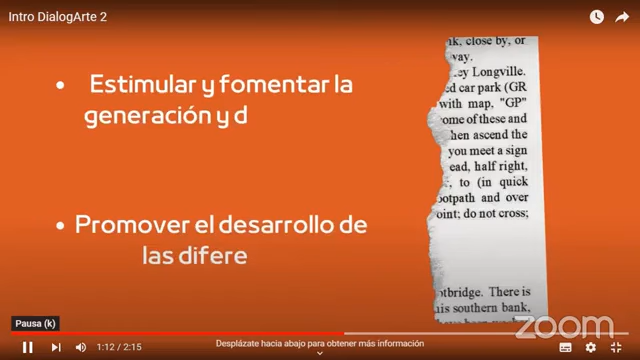 Intro DialogArte 2
• Estimular y fomentar la
generación y d
• Promover el desarrollo de
las difere
nk, close by, or
way.
ey Longville.
ed car park (GR
with map, "GP"
ome of these and
hen ascend the
you meet a sign
ead, half right,
to (in quick
ootpath and over
oint; do not cross;
otbridge. There is
his southern bank,
Pausa (k)
zoom
1:12 / 2:15
Desplázate hacia abajo para obtener más información